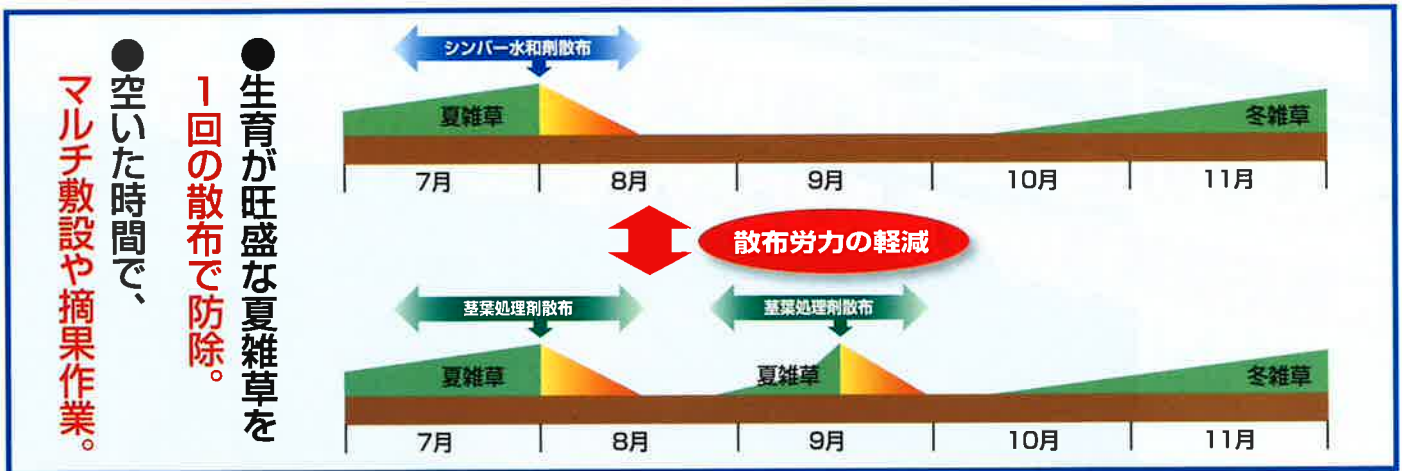 ●生育が旺盛な夏雑草を
1回の散布で防除。
●空いた時間で、
マルチ敷設や摘果作業。
シンバー水和剤散布
夏雑草
冬雑草
7月
8月
9月
10月
11月
散布労力の軽減
茎葉処理剤散布
茎葉処理剤散布
夏雑草
夏雑草
冬雑草
7月
8月
9月
10月
11月